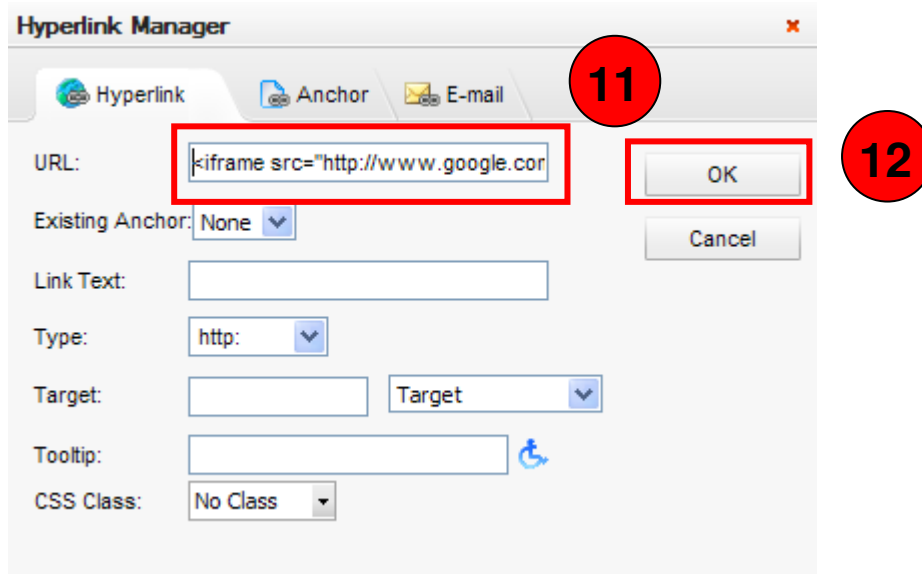 Hyperlink Manager
Hyperlink Anchor E-mail 11
URL: <iframe src="http://www.google.cor OK 12
Existing Anchor: None Cancel
Link Text:
Type: http:
Target: Target
Tooltip:
CSS Class: No Class